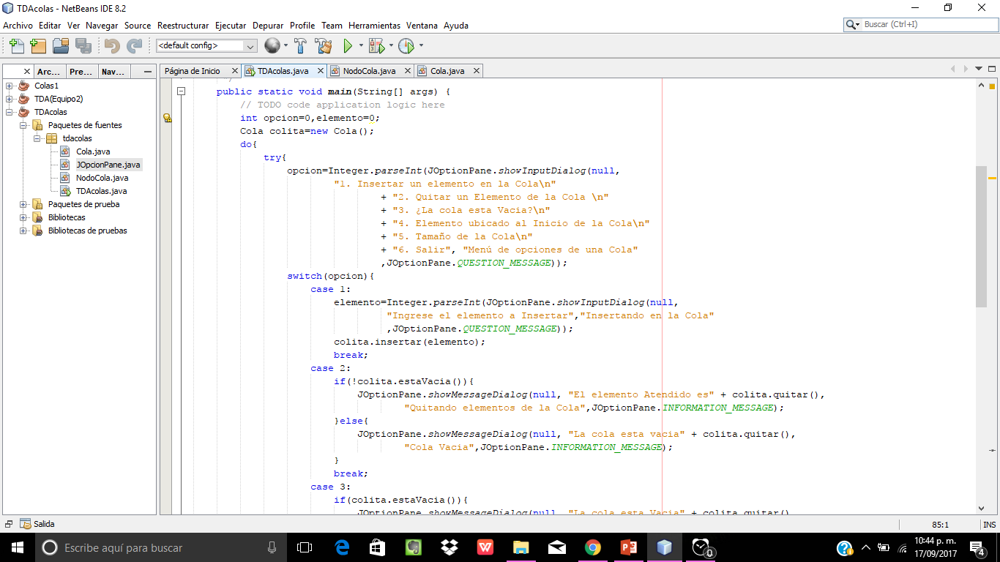 TDAcolas - NetBeans IDE 8.2
Archivo Editar Ver Navegar Source Reestructurar Ejecutar Depurar Profile Team Herramientas Ventana Ayuda
Buscar (Ctrl+I)
<default config>
Arc... Pre... Nav...
Página de Inicio TDAcolas.java NodoCola.java Cola.java
Colas1
TDA(Equipo2)
TDAcolas
Paquetes de fuentes
tdacolas
Cola.java
JOpcionPane.java
NodoCola.java
TDAcolas.java
Paquetes de prueba
Bibliotecas
Bibliotecas de pruebas
public static void main(String[] args) {
// TODO code application logic here
int opcion=0,elemento=0;
Cola colita=new Cola();
do{
try{
opcion=Integer.parseInt(JOptionPane.showInputDialog(null,
"1. Insertar un elemento en la Cola\n"
+ "2. Quitar un Elemento de la Cola \n"
+ "3. ¿La cola esta Vacia?\n"
+ "4. Elemento ubicado al Inicio de la Cola\n"
+ "5. Tamaño de la Cola\n"
+ "6. Salir", "Menú de opciones de una Cola"
,JOptionPane.QUESTION_MESSAGE));
switch(opcion){
case 1:
elemento=Integer.parseInt(JOptionPane.showInputDialog(null,
"Ingrese el elemento a Insertar","Insertando en la Cola"
,JOptionPane.QUESTION_MESSAGE));
colita.insertar(elemento);
break;
case 2:
if(!colita.estaVacia()){
JOptionPane.showMessageDialog(null, "El elemento Atendido es" + colita.quitar(),
"Quitando elementos de la Cola",JOptionPane.INFORMATION_MESSAGE);
}else{
JOptionPane.showMessageDialog(null, "La cola esta vacia" + colita.quitar(),
"Cola Vacia",JOptionPane.INFORMATION_MESSAGE);
}
break;
case 3:
if(colita.estaVacia()){
JOptionPane.showMessageDialog(null, "La cola esta Vacia" + colita.quitar()
Salida
85:1 INS
Escribe aquí para buscar
10:44 p. m.
17/09/2017
4